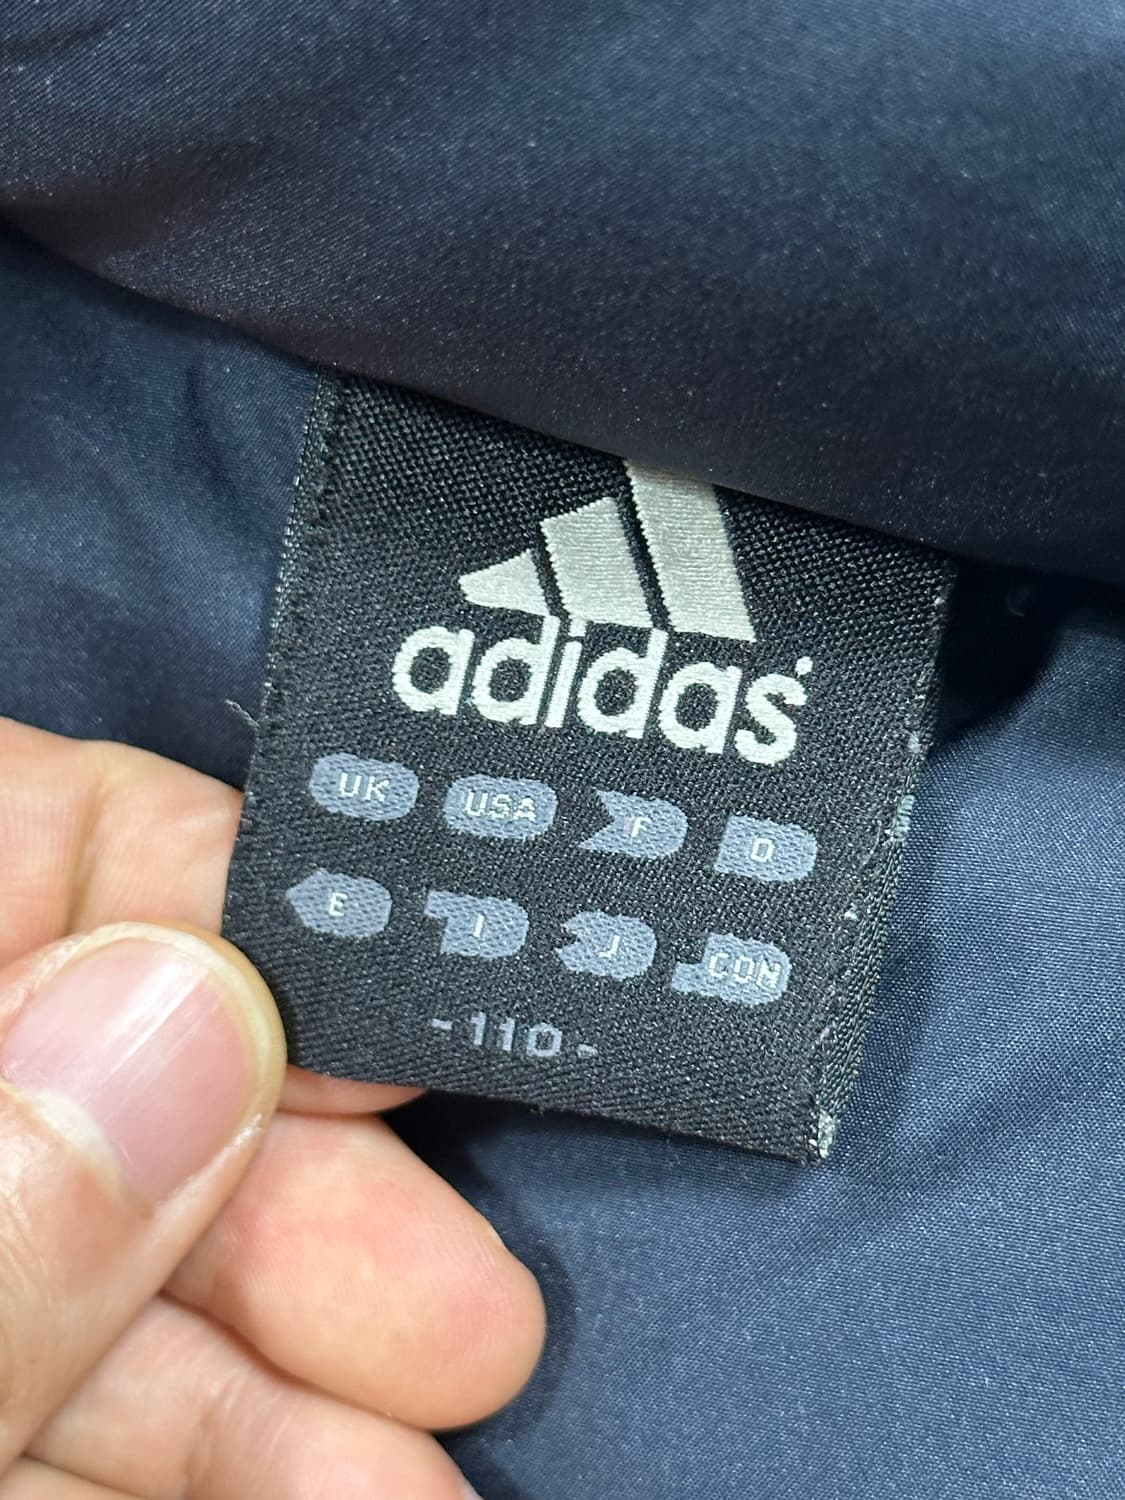 adidas
UK USA F D
E I J CDN
-110-